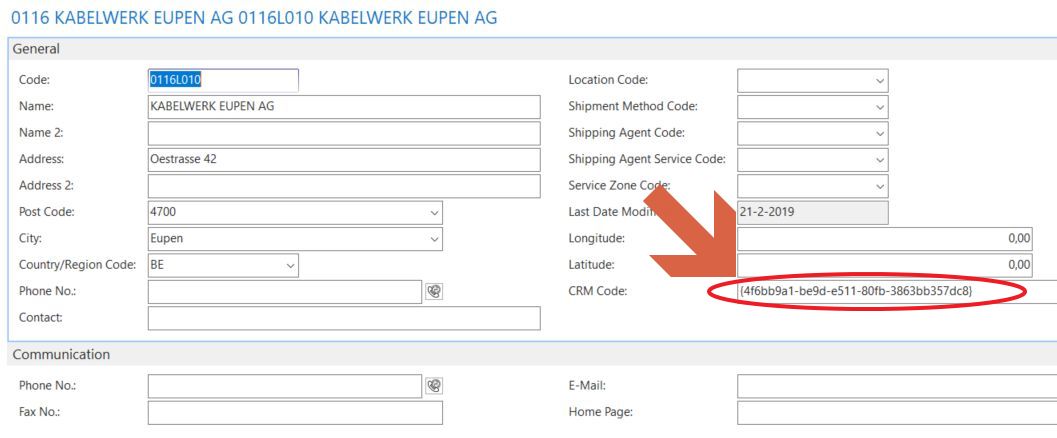 0116 KABELWERK EUPEN AG 0116L010 KABELWERK EUPEN AG
General
Code: 0116L010
Name: KABELWERK EUPEN AG
Name 2:
Address: Oestrasse 42
Address 2:
Post Code: 4700
City: Eupen
Country/Region Code: BE
Phone No.:
Contact:
Location Code:
Shipment Method Code:
Shipping Agent Code:
Shipping Agent Service Code:
Service Zone Code:
Last Date Modifi 21-2-2019
Longitude: 0,00
Latitude: 0,00
CRM Code: {4f6bb9a1-be9d-e511-80fb-3863bb357dc8}
Communication
Phone No.:
Fax No.:
E-Mail:
Home Page: